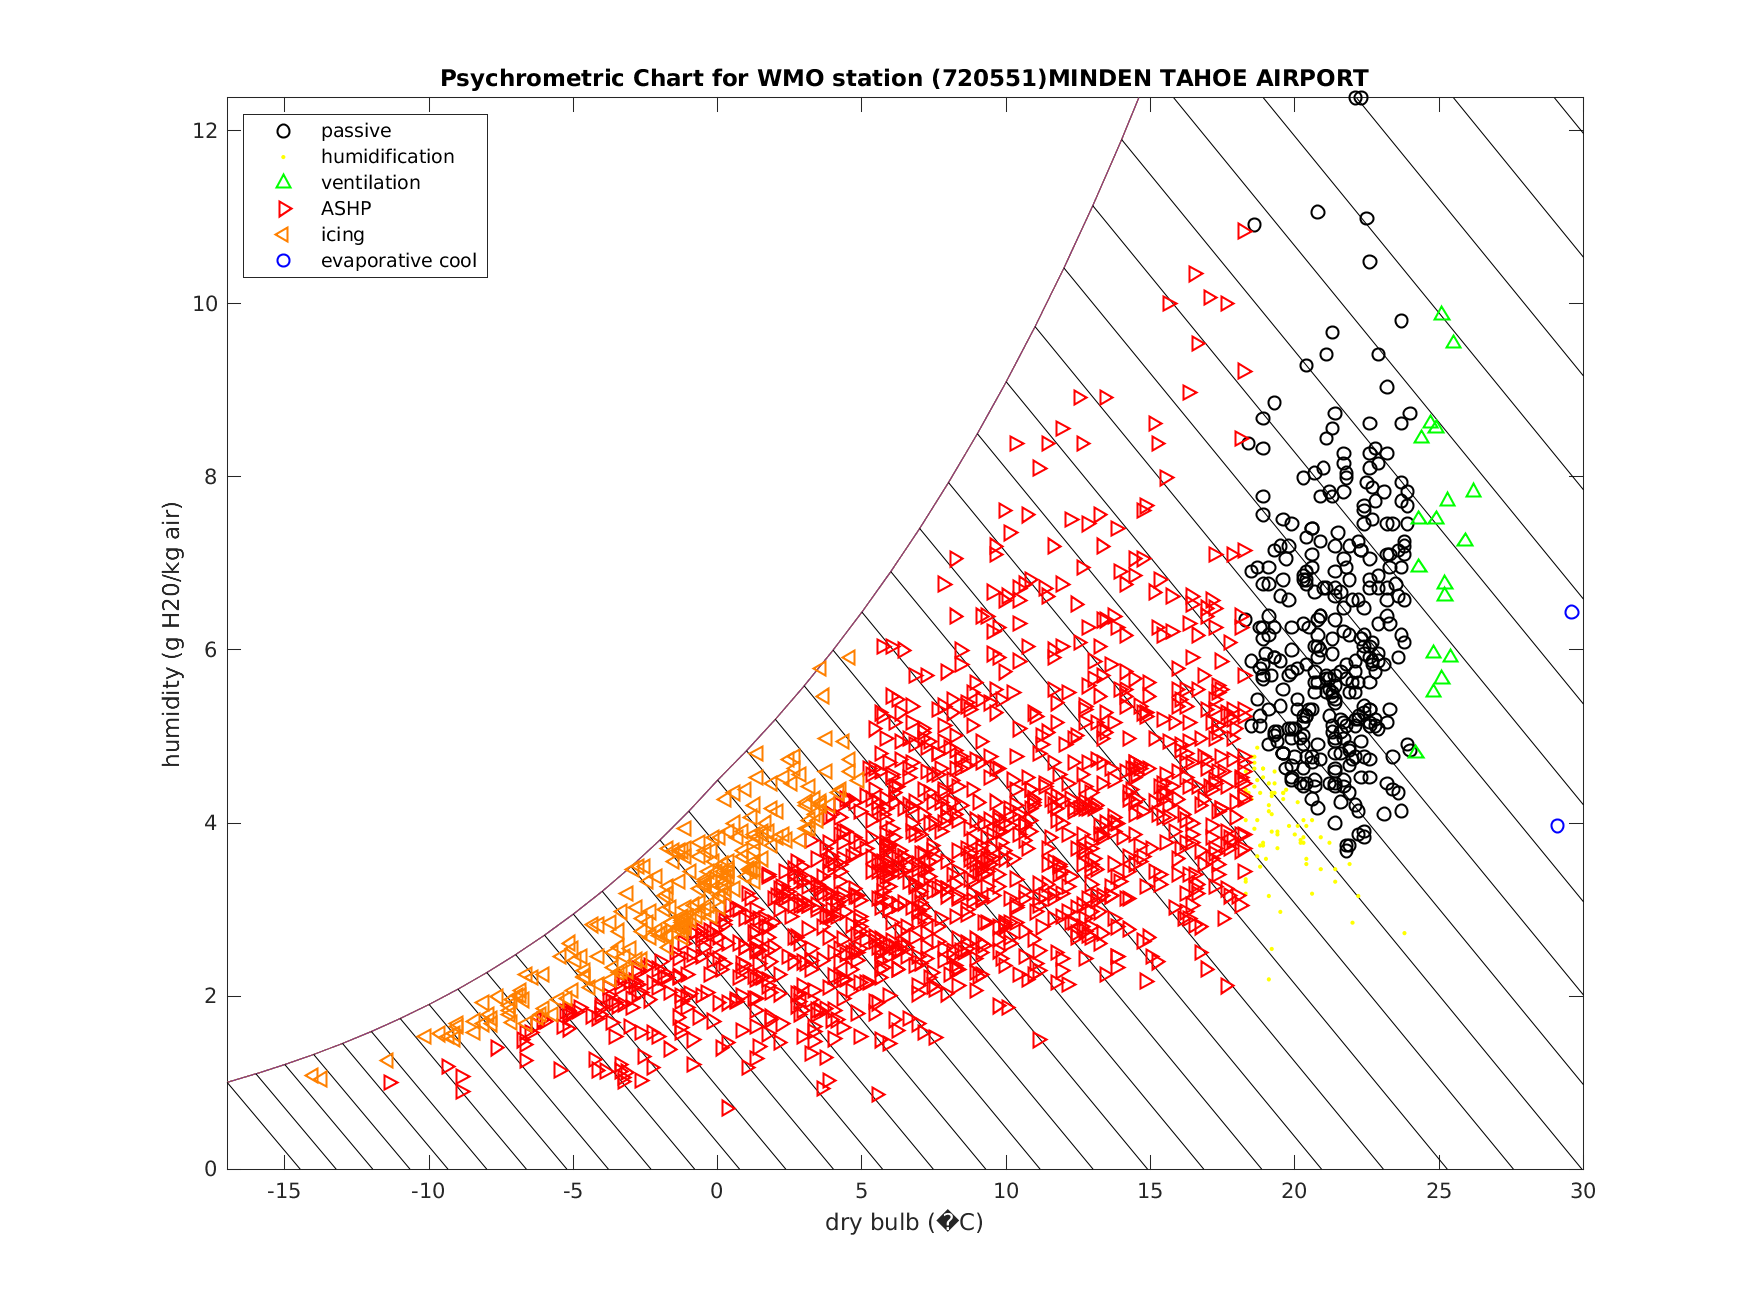 Psychrometric Chart for WMO station (720551)MINDEN TAHOE AIRPORT
passive
humidification
ventilation
ASHP
icing
evaporative cool
12
10
8
6
4
2
0
humidity (g H20/kg air)
-15 -10 -5 0 5 10 15 20 25 30
dry bulb (�C)